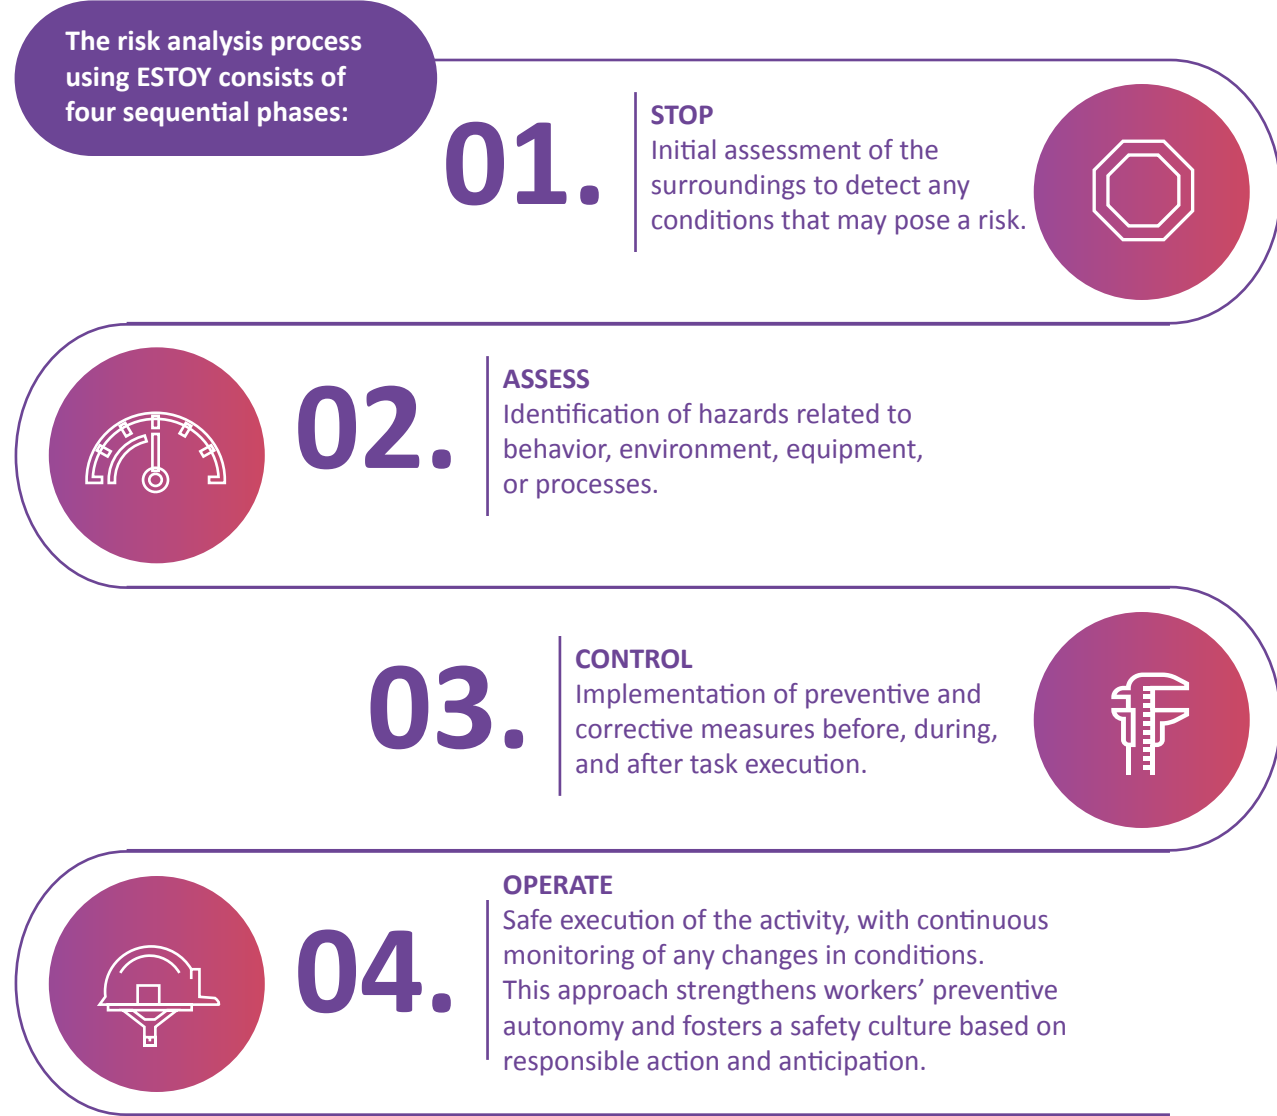 The risk analysis process
using ESTOY consists of
four sequential phases:
01.
STOP
Initial assessment of the
surroundings to detect any
conditions that may pose a risk.
02.
ASSESS
Identification of hazards related to
behavior, environment, equipment,
or processes.
03.
CONTROL
Implementation of preventive and
corrective measures before, during,
and after task execution.
04.
OPERATE
Safe execution of the activity, with continuous
monitoring of any changes in conditions.
This approach strengthens workers’ preventive
autonomy and fosters a safety culture based on
responsible action and anticipation.